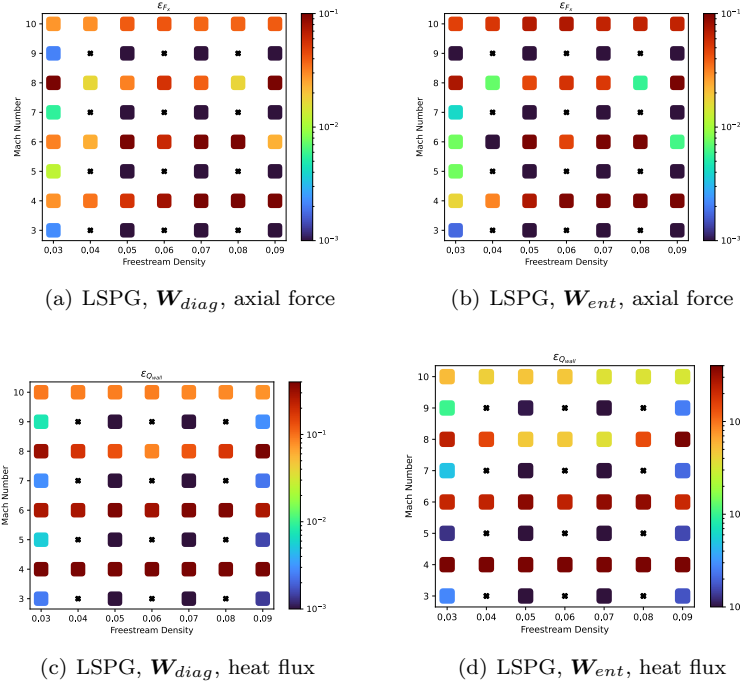 ε_{F_x}
10
9
8
7
6
5
4
3
Mach Number
0.03 0.04 0.05 0.06 0.07 0.08 0.09
Freestream Density
10^{-1}
10^{-2}
10^{-3}
(a) LSPG, W_{diag}, axial force
ε_{F_x}
10
9
8
7
6
5
4
3
Mach Number
0.03 0.04 0.05 0.06 0.07 0.08 0.09
Freestream Density
10^{-1}
10^{-2}
10^{-3}
(b) LSPG, W_{ent}, axial force
ε_{Q_{wall}}
10
9
8
7
6
5
4
3
Mach Number
0.03 0.04 0.05 0.06 0.07 0.08 0.09
Freestream Density
10^{-1}
10^{-2}
10^{-3}
(c) LSPG, W_{diag}, heat flux
ε_{Q_{wall}}
10
9
8
7
6
5
4
3
Mach Number
0.03 0.04 0.05 0.06 0.07 0.08 0.09
Freestream Density
10
10
10
(d) LSPG, W_{ent}, heat flux